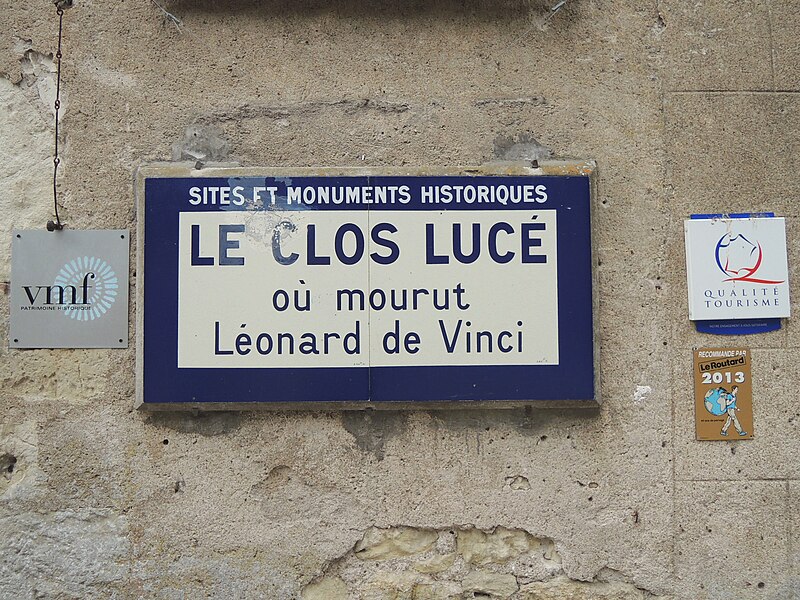 SITES ET MONUMENTS HISTORIQUES
LE CLOS LUCÉ
où mourut
Léonard de Vinci
vmf
PATRIMOINE HISTORIQUE
QUALITÉ
TOURISME
RECOMMANDÉ PAR
Le Routard
2013